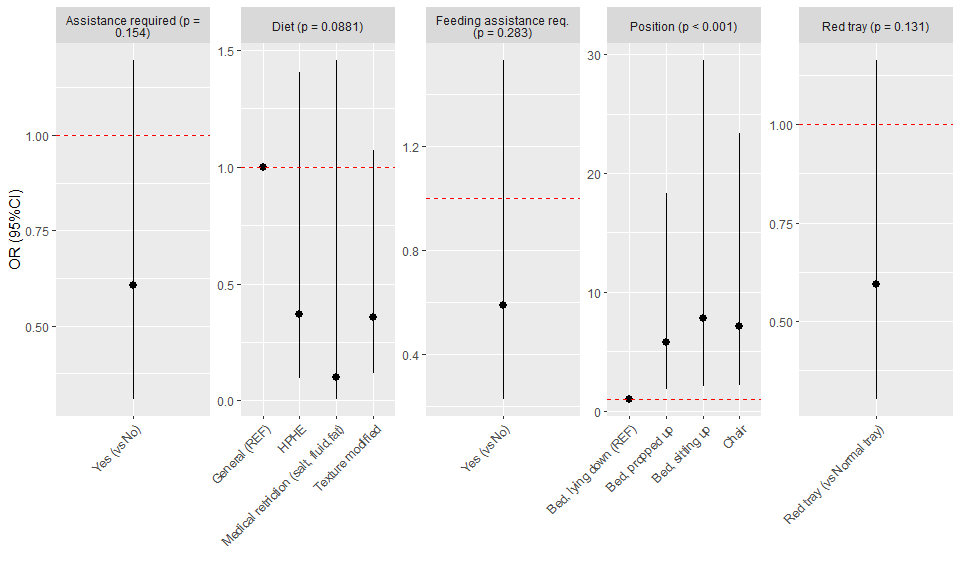 Assistance required (p =
0.154)
Diet (p = 0.0881)
Feeding assistance req.
(p = 0.283)
Position (p < 0.001)
Red tray (p = 0.131)
OR (95%CI)
1.00
0.75
0.50
1.5
1.0
0.5
0.0
1.2
0.8
0.4
30
20
10
0
1.00
0.75
0.50
Yes (vs No)
General (REF)
HPHE
Medical retriction (salt, fluid,fat)
Texture modified
Yes (vs No)
Bed, lying down (REF)
Bed, propped up
Bed, sitting up
Chair
Red tray (vs Normal tray)